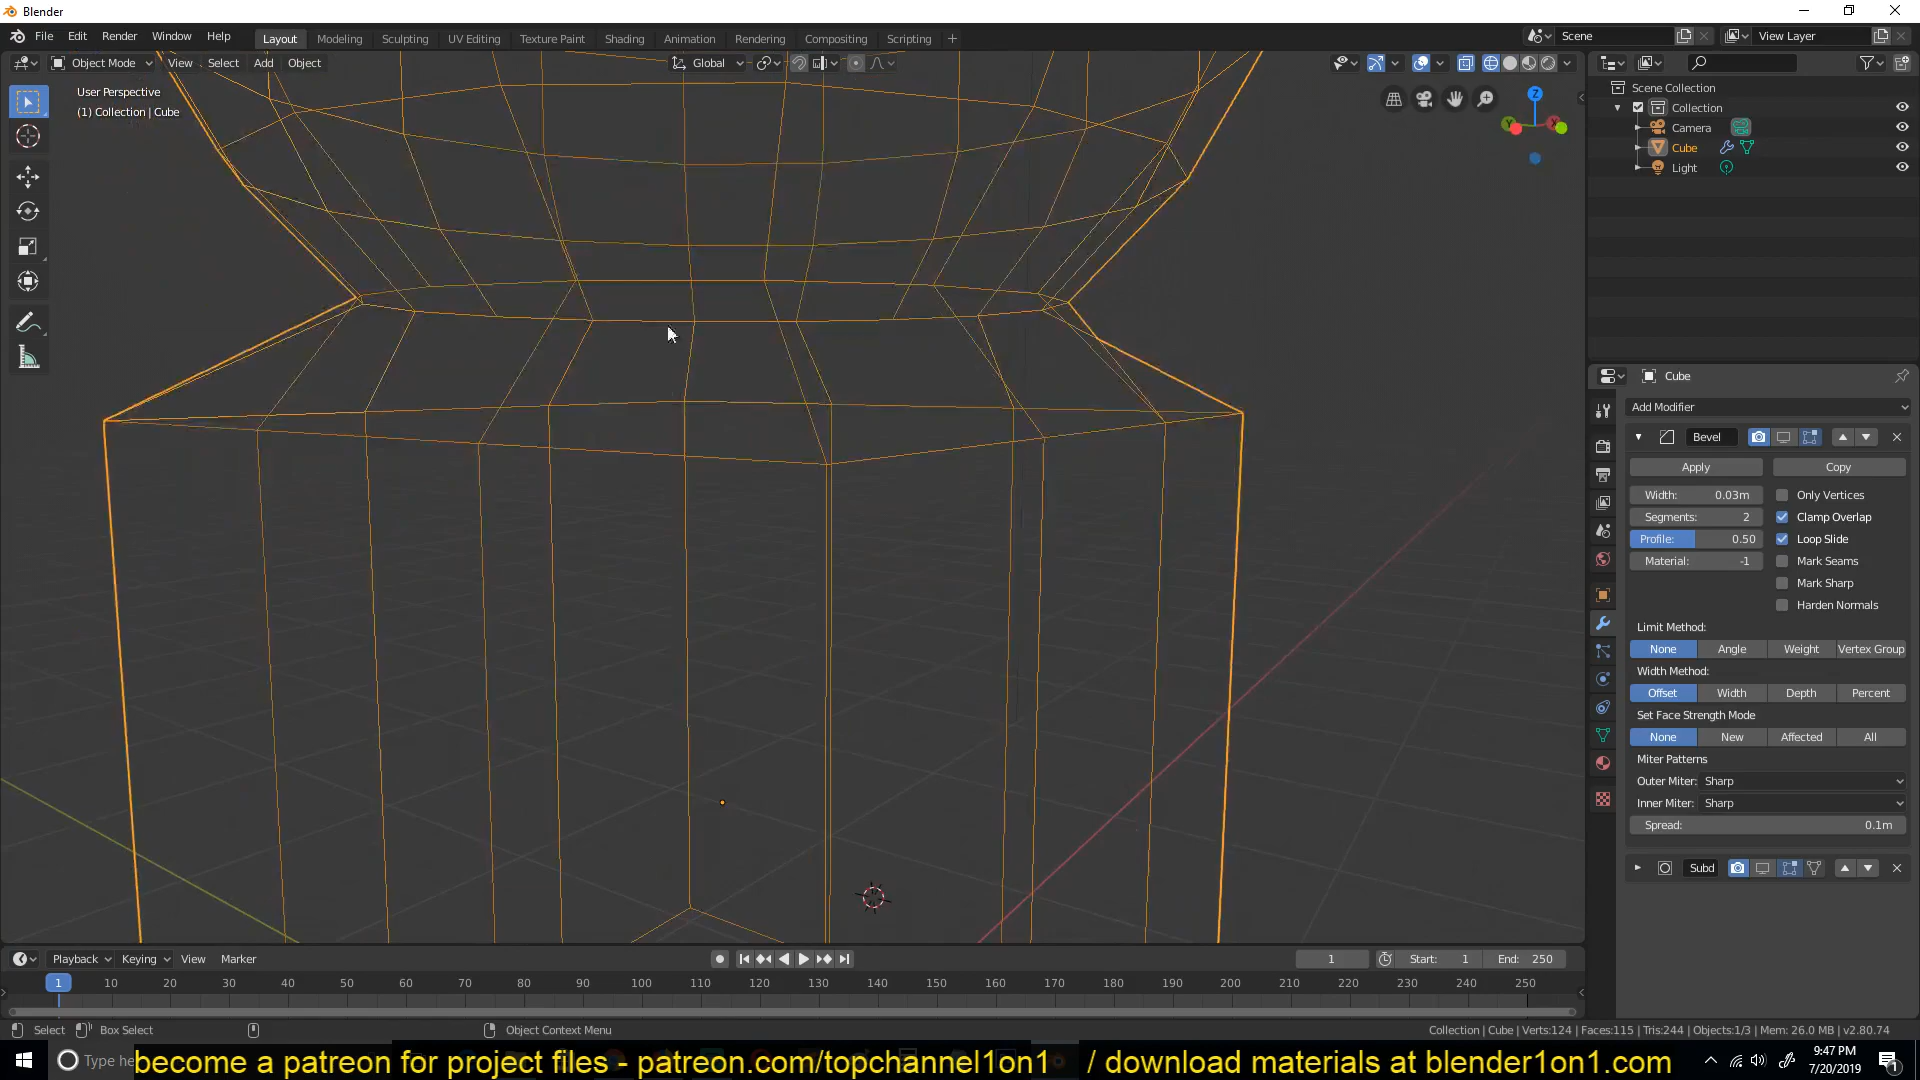 Blender
File Edit Render Window Help
Layout Modeling Sculpting UV Editing Texture Paint Shading Animation Rendering Compositing Scripting
Scene View Layer
Object Mode View Select Add Object Global
User Perspective
(1) Collection | Cube
Z
Y X
Scene Collection
Collection
Camera
Cube
Light
Cube
Add Modifier
Bevel
Apply Copy
Width: 0.03m Only Vertices
Segments: 2 Clamp Overlap
Profile: 0.50 Loop Slide
Material: -1 Mark Seams
Mark Sharp
Harden Normals
Limit Method:
None Angle Weight Vertex Group
Width Method:
Offset Width Depth Percent
Set Face Strength Mode
None New Affected All
Miter Patterns
Outer Miter: Sharp
Inner Miter: Sharp
Spread: 0.1m
Subd
Playback Keying View Marker 1 Start: 1 End: 250
1 10 20 30 40 50 60 70 80 90 100 110 120 130 140 150 160 170 180 190 200 210 220 230 240 250
Select Box Select Object Context Menu Collection | Cube | Verts:124 | Faces:115 | Tris:244 | Objects:1/3 | Mem: 26.0 MB | v2.80.74
Type he
become a patreon for project files - patreon.com/topchannel1on1 / download materials at blender1on1.com
9:47 PM
7/20/2019
1